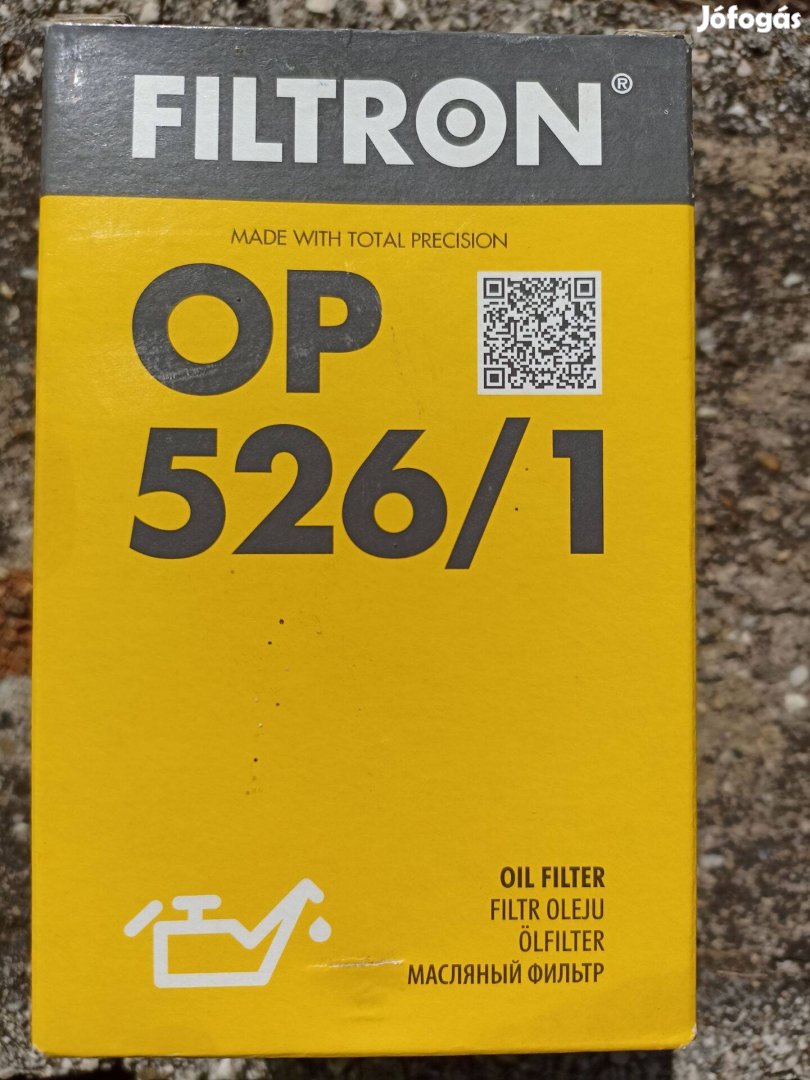 Jófogás
FILTRON®
MADE WITH TOTAL PRECISION
OP
526/1
OIL FILTER
FILTR OLEJU
ÖLFILTER
МАСЛЯНЫЙ ФИЛЬТР